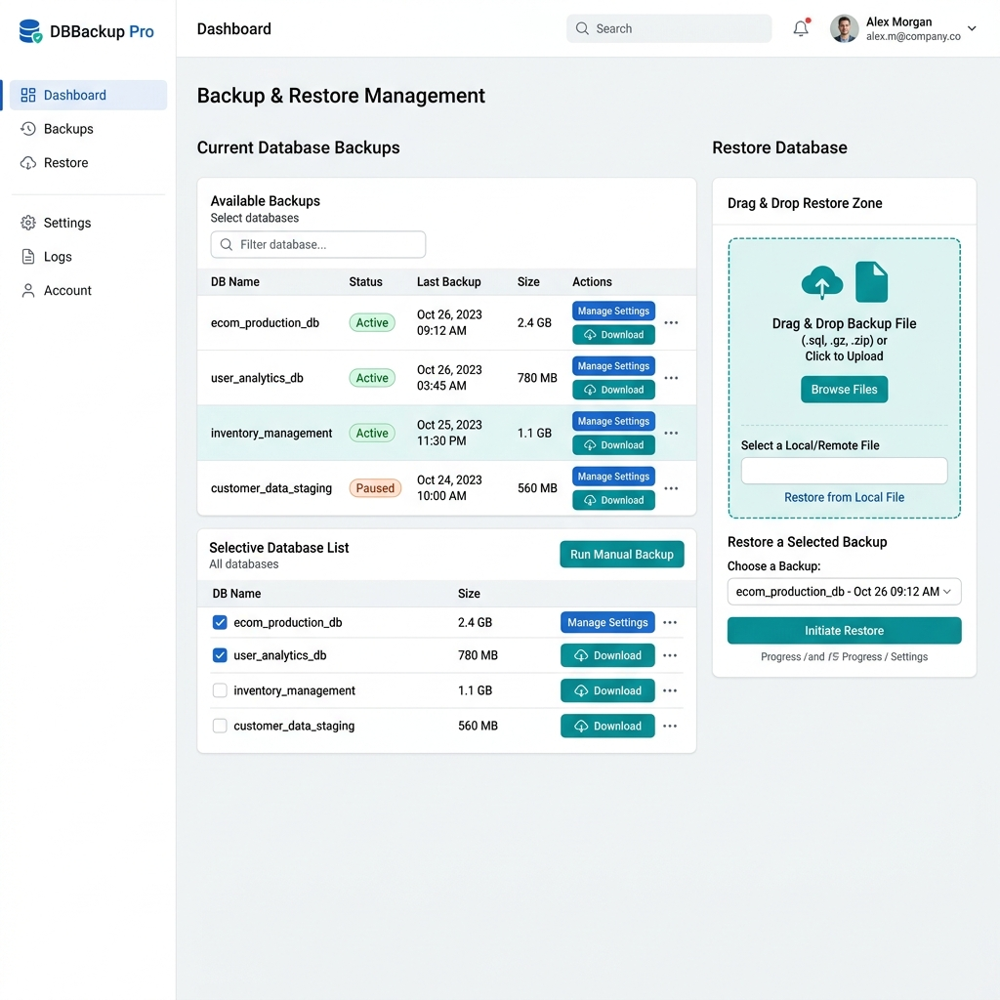 DBBackup Pro
Dashboard
Search
Alex Morgan
alex.m@company.co
Dashboard
Backups
Restore
Settings
Logs
Account
Backup & Restore Management
Current Database Backups
Available Backups
Select databases
Filter database...
DB Name Status Last Backup Size Actions
ecom_production_db Active Oct 26, 2023 09:12 AM 2.4 GB Manage Settings
Download
user_analytics_db Active Oct 26, 2023 03:45 AM 780 MB Manage Settings
Download
inventory_management Active Oct 25, 2023 11:30 PM 1.1 GB Manage Settings
Download
customer_data_staging Paused Oct 24, 2023 10:00 AM 560 MB Manage Settings
Download
Selective Database List
All databases
Run Manual Backup
DB Name Size
ecom_production_db 2.4 GB Manage Settings
user_analytics_db 780 MB Download
inventory_management 1.1 GB Download
customer_data_staging 560 MB Download
Restore Database
Drag & Drop Restore Zone
Drag & Drop Backup File
(.sql, .gz, .zip) or
Click to Upload
Browse Files
Select a Local/Remote File
Restore from Local File
Restore a Selected Backup
Choose a Backup:
ecom_production_db - Oct 26 09:12 AM
Initiate Restore
Progress /and Progress / Settings